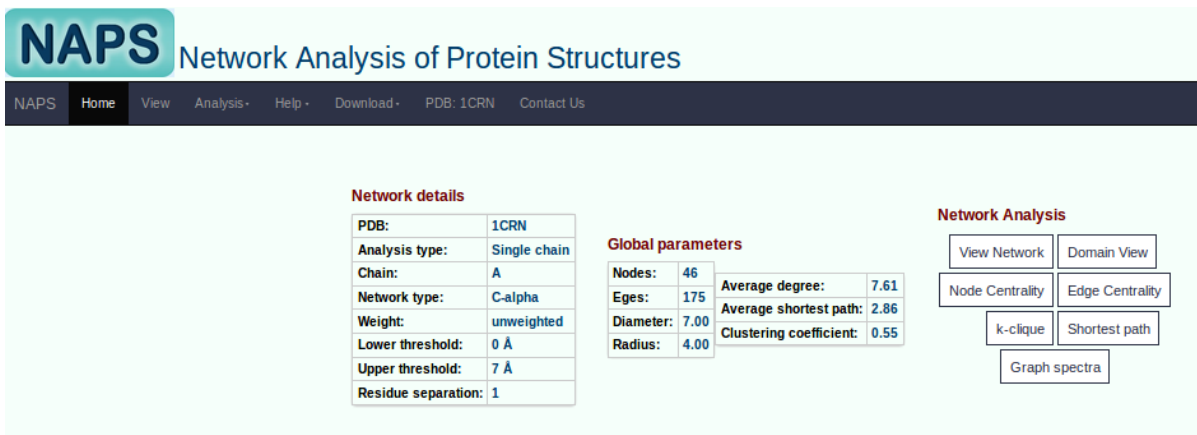 NAPS Network Analysis of Protein Structures
NAPS Home View Analysis Help Download PDB: 1CRN Contact Us
Network details
PDB: 1CRN
Analysis type: Single chain
Chain: A
Network type: C-alpha
Weight: unweighted
Lower threshold: 0 Å
Upper threshold: 7 Å
Residue separation: 1
Global parameters
Nodes: 46
Eges: 175
Diameter: 7.00
Radius: 4.00
Average degree: 7.61
Average shortest path: 2.86
Clustering coefficient: 0.55
Network Analysis
View Network Domain View
Node Centrality Edge Centrality
k-clique Shortest path
Graph spectra